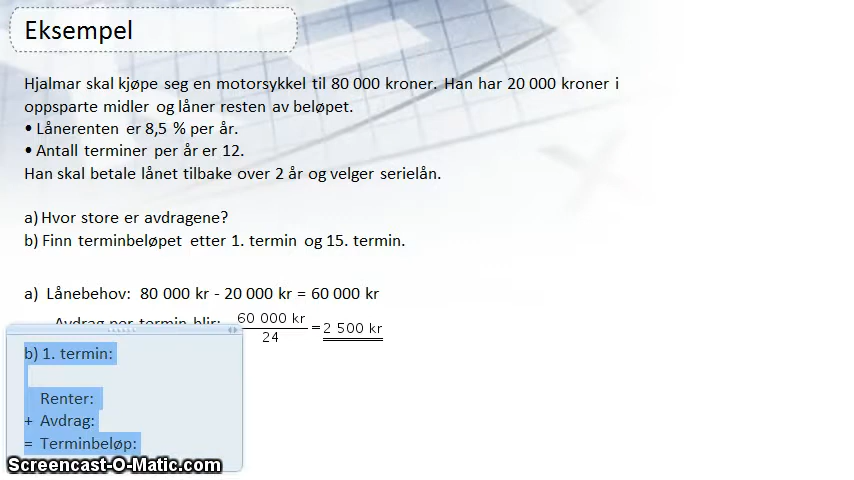 Eksempel
Hjalmar skal kjøpe seg en motorsykkel til 80 000 kroner. Han har 20 000 kroner i
oppsparte midler og låner resten av beløpet.
• Lånerenten er 8,5 % per år.
• Antall terminer per år er 12.
Han skal betale lånet tilbake over 2 år og velger serielån.
a) Hvor store er avdragene?
b) Finn terminbeløpet etter 1. termin og 15. termin.
a) Lånebehov: 80 000 kr - 20 000 kr = 60 000 kr
Avdrag per termin blir: 60 000 kr / 24 = 2 500 kr
b) 1. termin:
Renter:
+ Avdrag:
= Terminbeløp:
Screencast-O-Matic.com